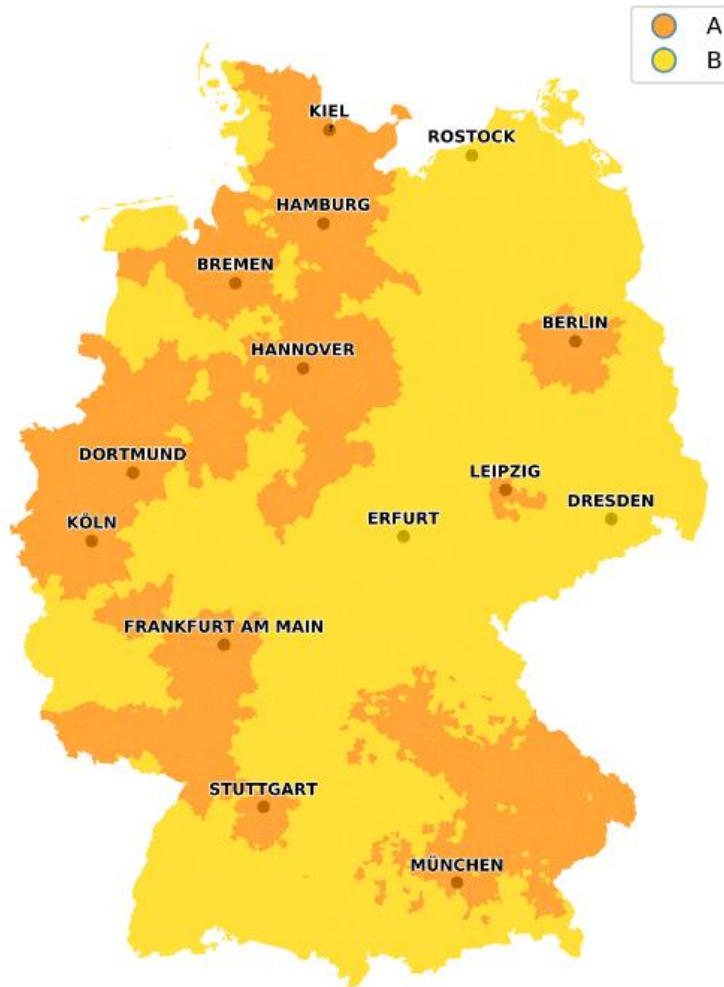 A
B
KIEL
ROSTOCK
HAMBURG
BREMEN
BERLIN
HANNOVER
DORTMUND
LEIPZIG
DRESDEN
KÖLN
ERFURT
FRANKFURT AM MAIN
STUTTGART
MÜNCHEN